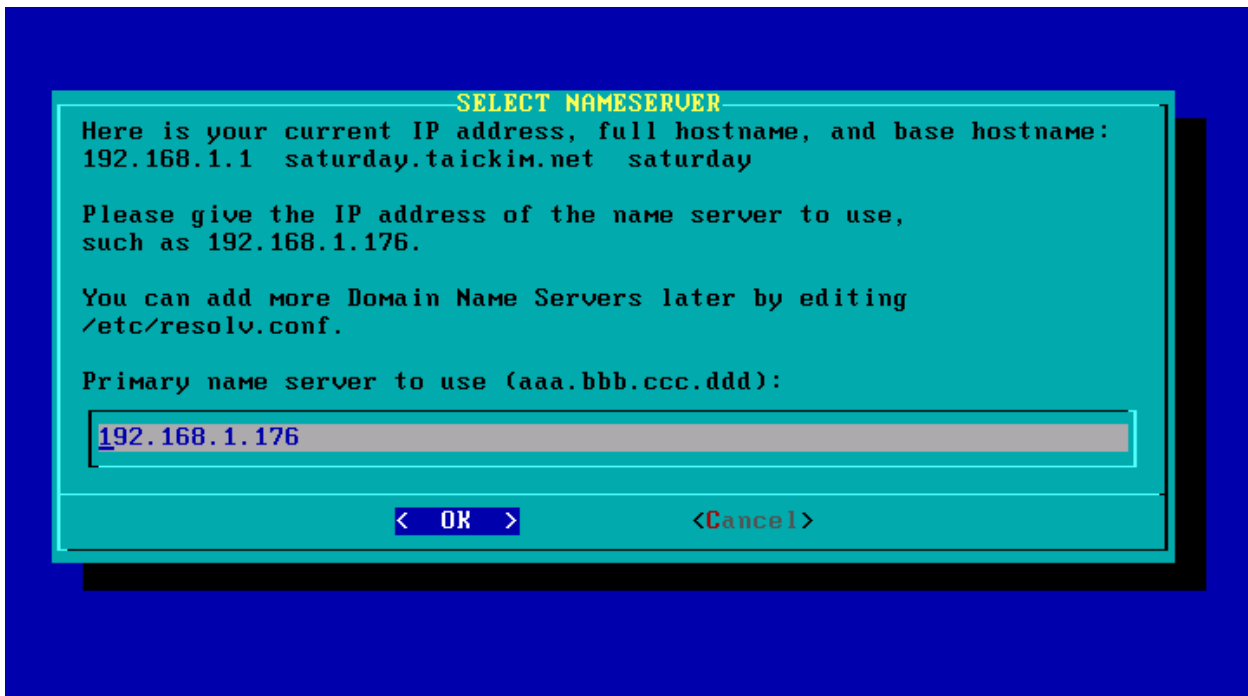 SELECT NAMESERVER
Here is your current IP address, full hostname, and base hostname:
192.168.1.1  saturday.taickim.net  saturday
Please give the IP address of the name server to use,
such as 192.168.1.176.
You can add more Domain Name Servers later by editing
/etc/resolv.conf.
Primary name server to use (aaa.bbb.ccc.ddd):
192.168.1.176
<  OK  > <Cancel>